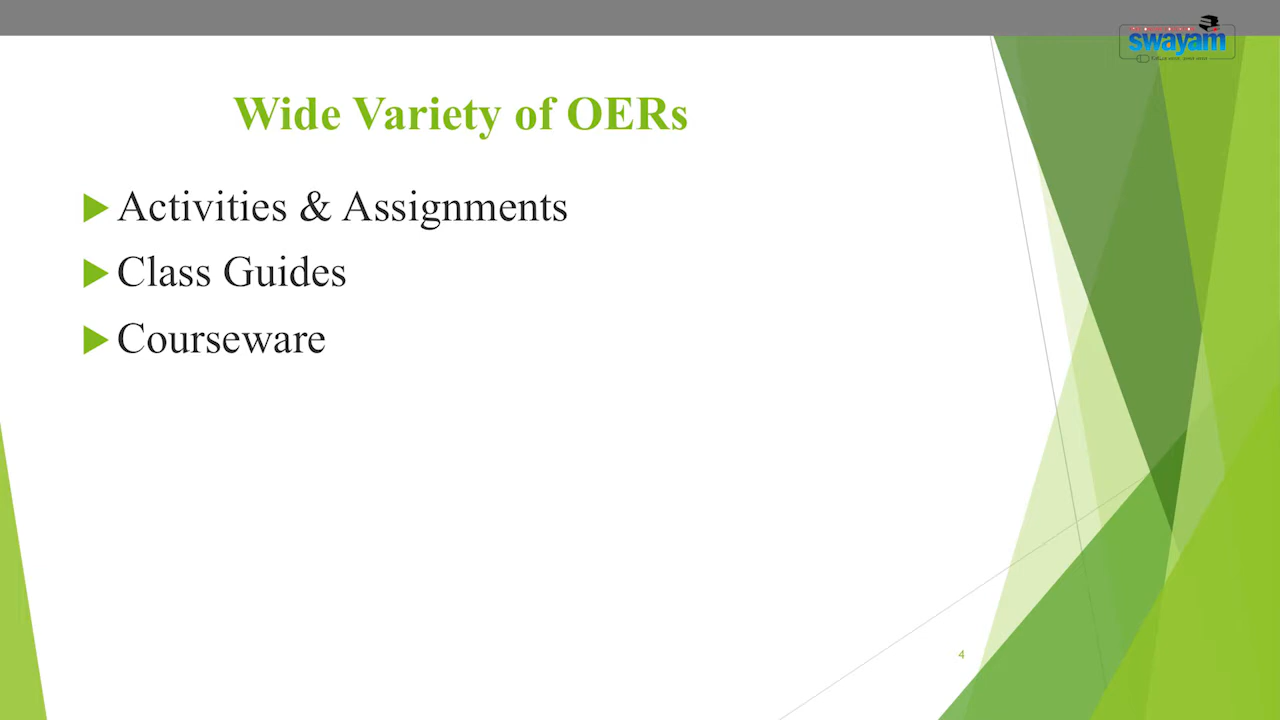 swayam
Wide Variety of OERs
Activities & Assignments
Class Guides
Courseware
4